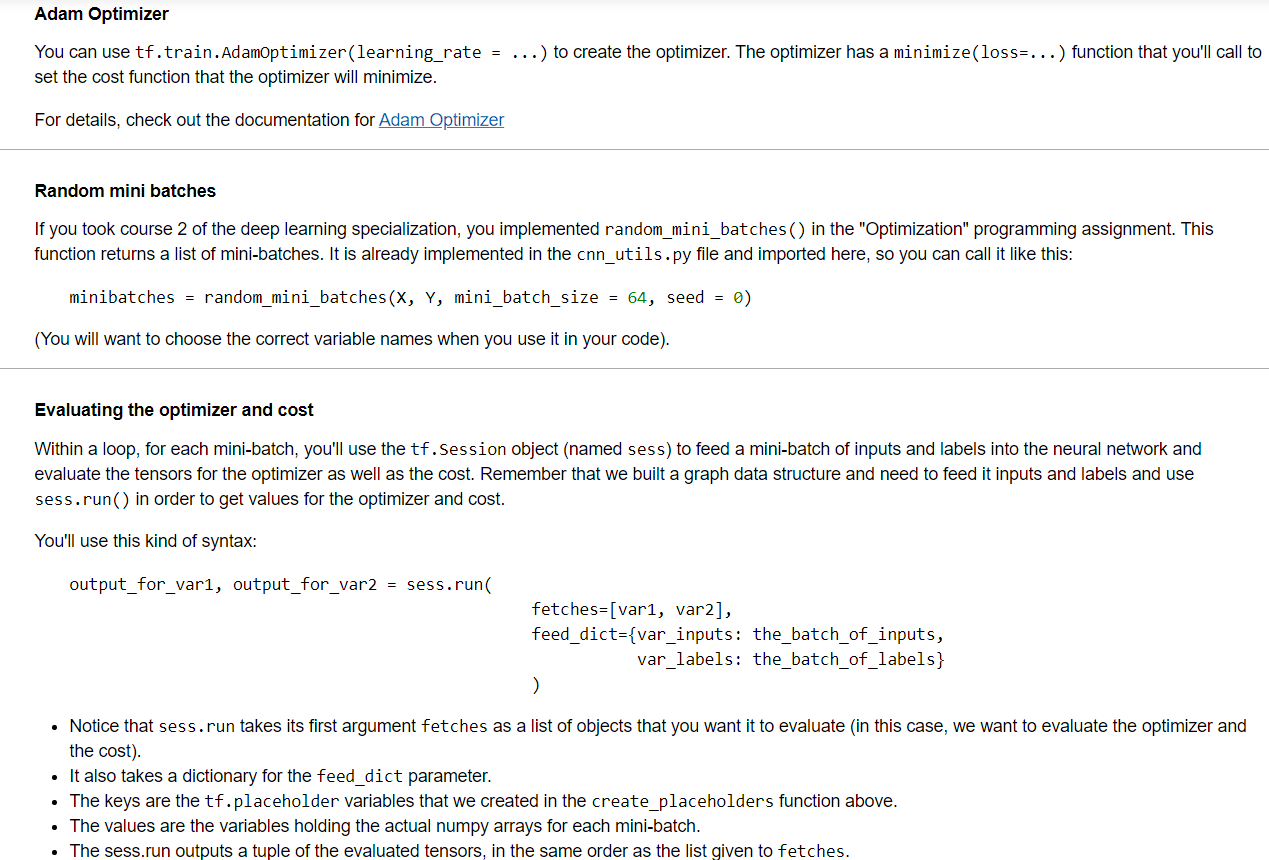 Adam Optimizer
You can use tf.train.AdamOptimizer(learning_rate = ...) to create the optimizer. The optimizer has a minimize(loss=...) function that you'll call to
set the cost function that the optimizer will minimize.
For details, check out the documentation for Adam Optimizer
Random mini batches
If you took course 2 of the deep learning specialization, you implemented random_mini_batches() in the "Optimization" programming assignment. This
function returns a list of mini-batches. It is already implemented in the cnn_utils.py file and imported here, so you can call it like this:
minibatches = random_mini_batches(X, Y, mini_batch_size = 64, seed = 0)
(You will want to choose the correct variable names when you use it in your code).
Evaluating the optimizer and cost
Within a loop, for each mini-batch, you'll use the tf.Session object (named sess) to feed a mini-batch of inputs and labels into the neural network and
evaluate the tensors for the optimizer as well as the cost. Remember that we built a graph data structure and need to feed it inputs and labels and use
sess.run() in order to get values for the optimizer and cost.
You'll use this kind of syntax:
output_for_var1, output_for_var2 = sess.run(
fetches=[var1, var2],
feed_dict={var_inputs: the_batch_of_inputs,
var_labels: the_batch_of_labels}
)
• Notice that sess.run takes its first argument fetches as a list of objects that you want it to evaluate (in this case, we want to evaluate the optimizer and
the cost).
• It also takes a dictionary for the feed_dict parameter.
• The keys are the tf.placeholder variables that we created in the create_placeholders function above.
• The values are the variables holding the actual numpy arrays for each mini-batch.
• The sess.run outputs a tuple of the evaluated tensors, in the same order as the list given to fetches.